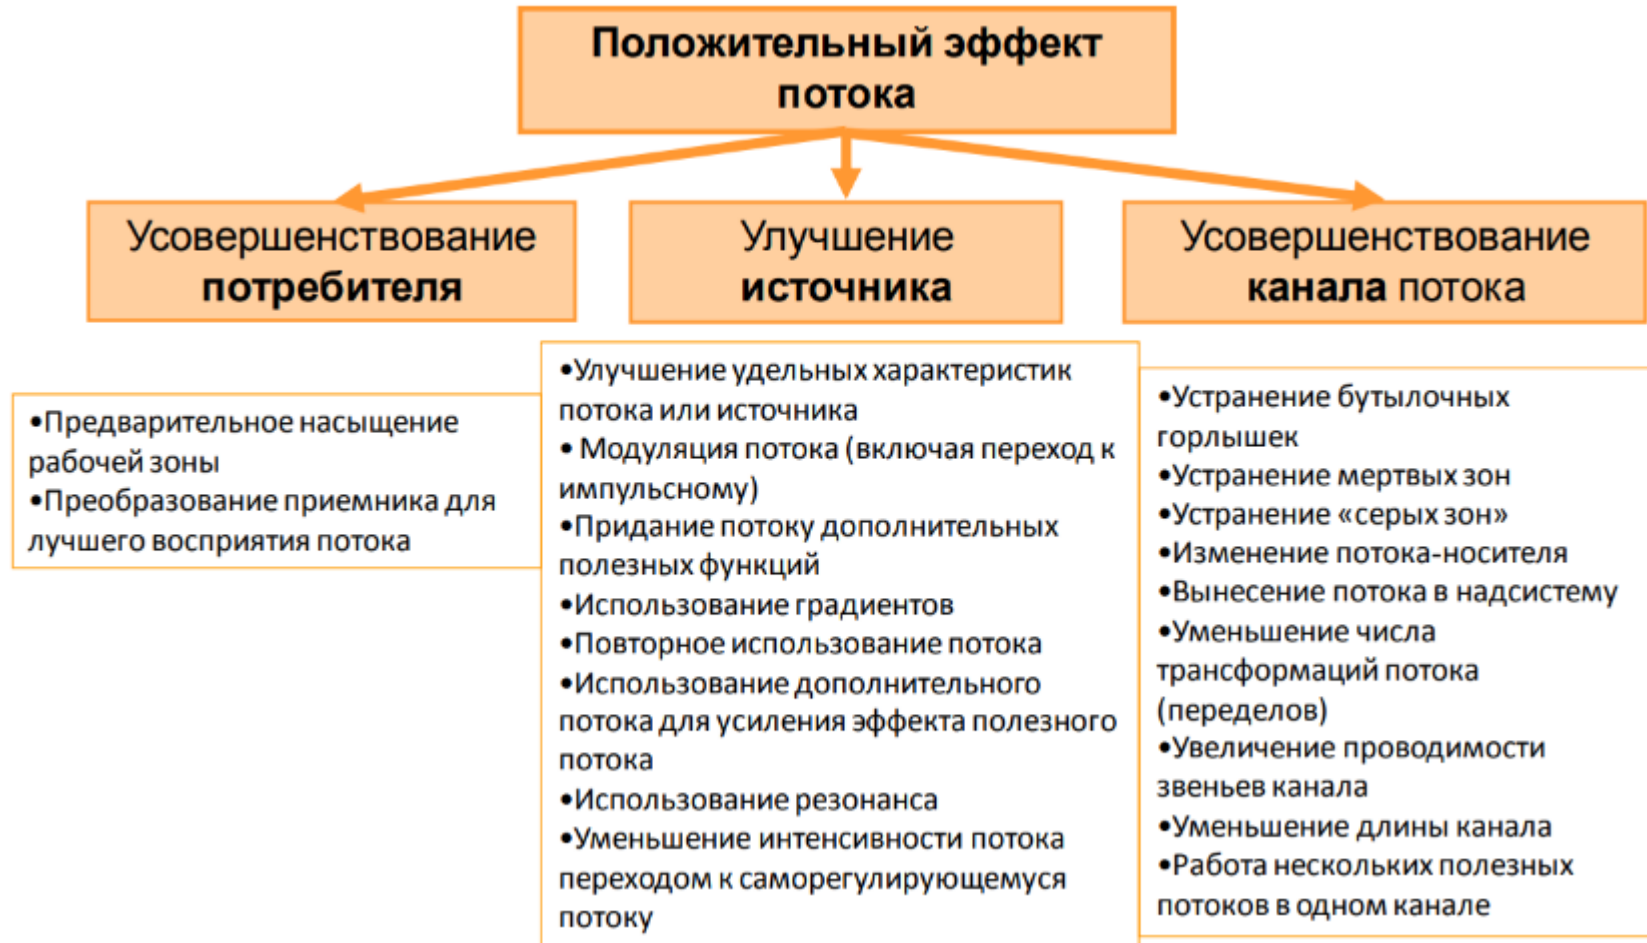 Положительный эффект
потока
Усовершенствование
потребителя
Улучшение
источника
Усовершенствование
канала потока
•Предварительное насыщение
рабочей зоны
•Преобразование приемника для
лучшего восприятия потока
•Улучшение удельных характеристик
потока или источника
• Модуляция потока (включая переход к
импульсному)
•Придание потоку дополнительных
полезных функций
•Использование градиентов
•Повторное использование потока
•Использование дополнительного
потока для усиления эффекта полезного
потока
•Использование резонанса
•Уменьшение интенсивности потока
переходом к саморегулирующемуся
потоку
•Устранение бутылочных
горлышек
•Устранение мертвых зон
•Устранение «серых зон»
•Изменение потока-носителя
•Вынесение потока в надсистему
•Уменьшение числа
трансформаций потока
(переделов)
•Увеличение проводимости
звеньев канала
•Уменьшение длины канала
•Работа нескольких полезных
потоков в одном канале